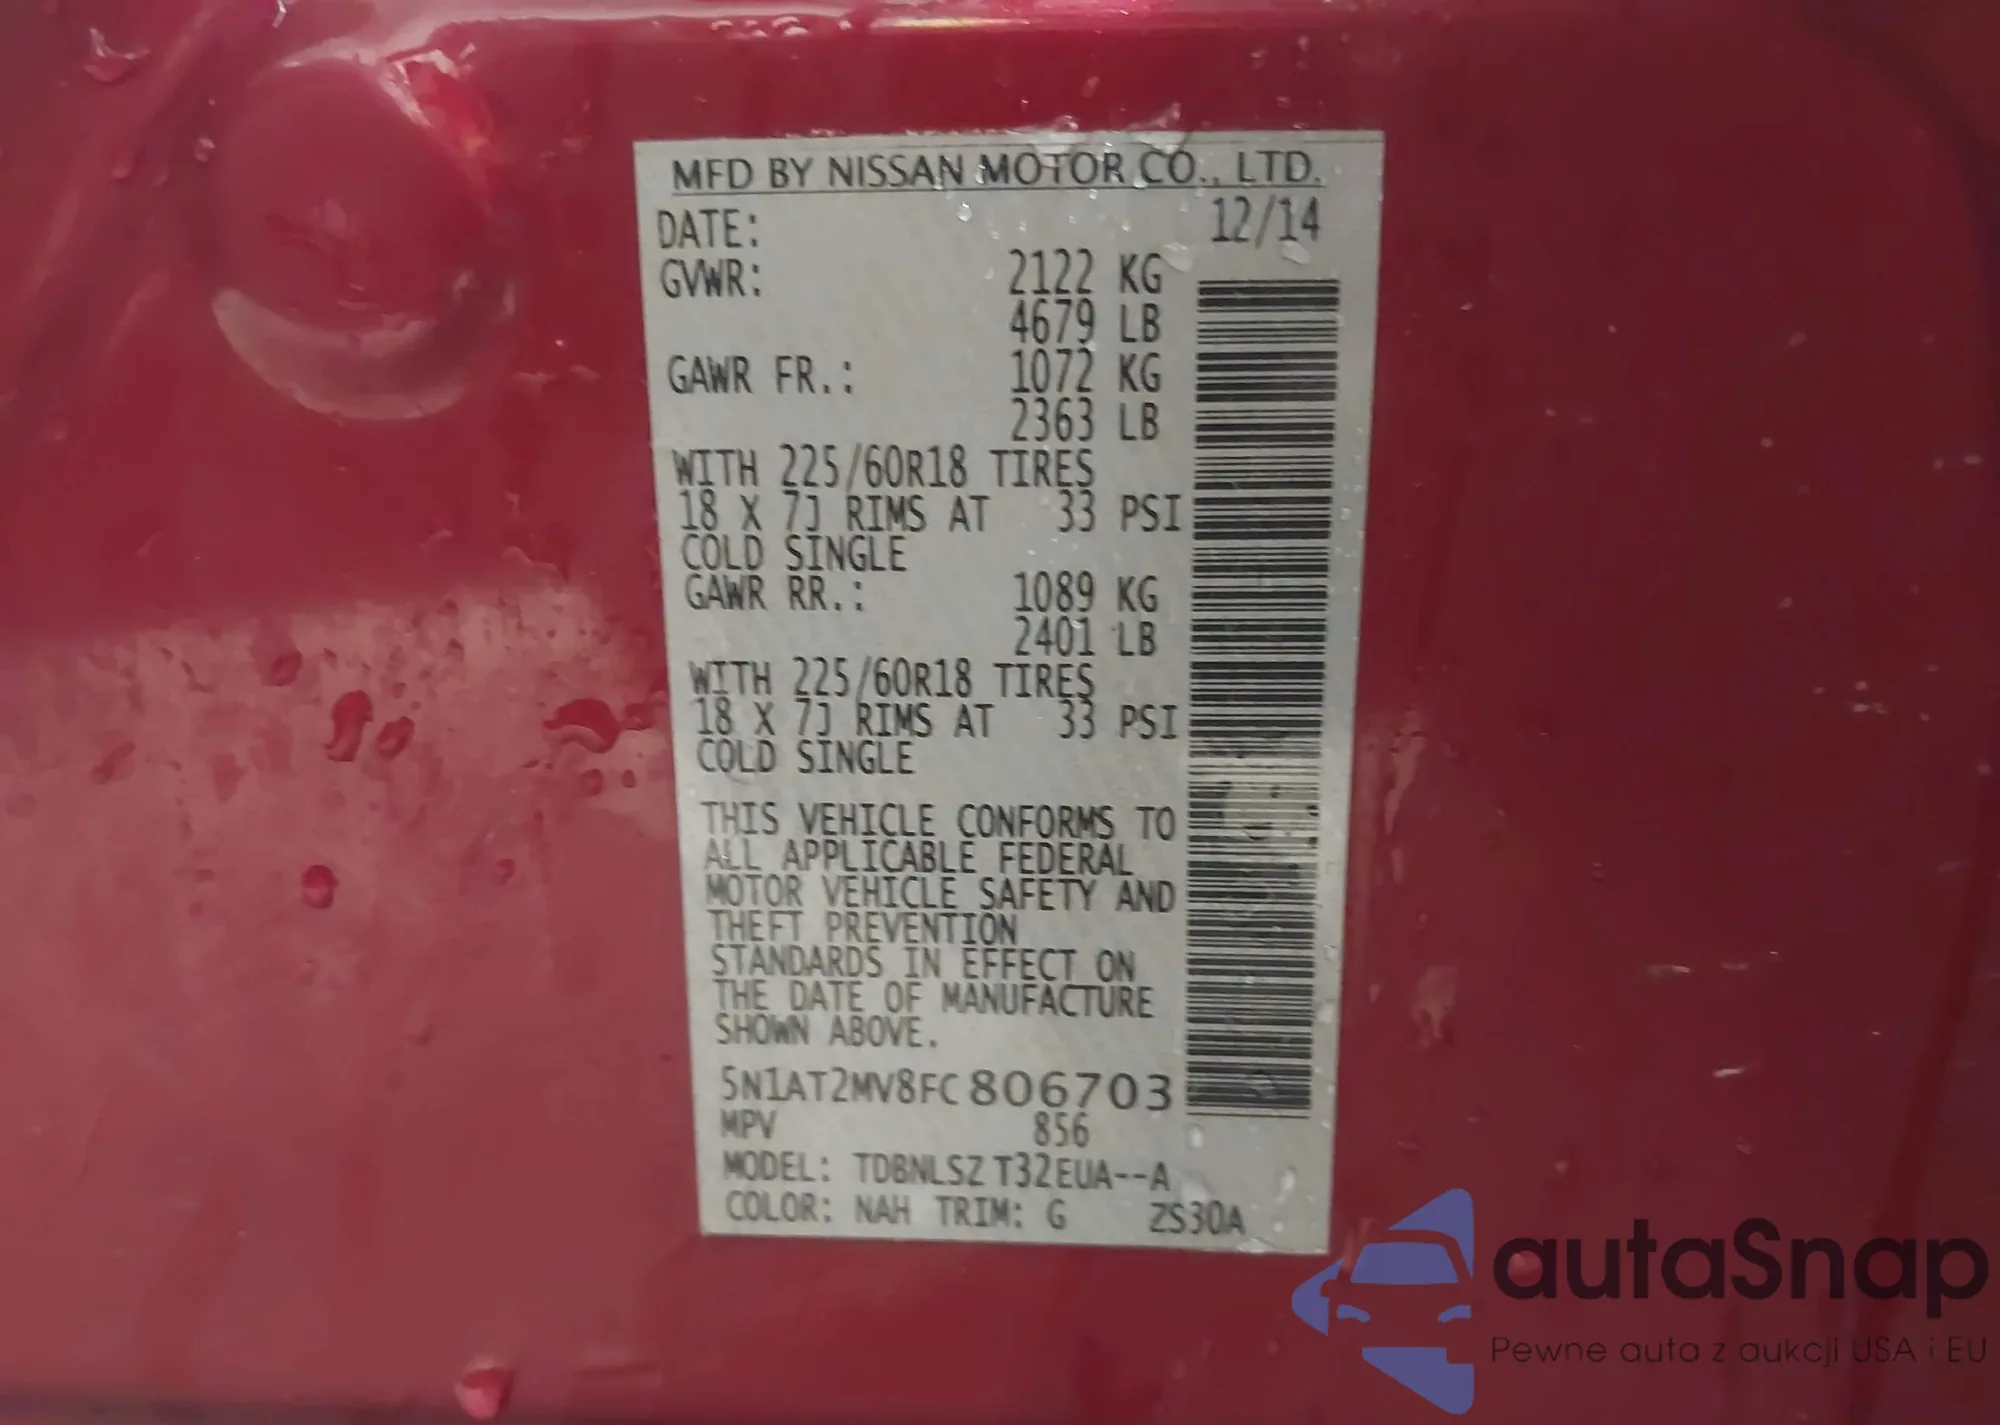 MFD BY NISSAN MOTOR CO., LTD.
DATE: 12/14
GVWR: 2122 KG
4679 LB
GAWR FR.: 1072 KG
2363 LB
WITH 225/60R18 TIRES
18 X 7J RIMS AT 33 PSI
COLD SINGLE
GAWR RR.: 1089 KG
2401 LB
WITH 225/60R18 TIRES
18 X 7J RIMS AT 33 PSI
COLD SINGLE
THIS VEHICLE CONFORMS TO
ALL APPLICABLE FEDERAL
MOTOR VEHICLE SAFETY AND
THEFT PREVENTION
STANDARDS IN EFFECT ON
THE DATE OF MANUFACTURE
SHOWN ABOVE.
5N1AT2MV8FC806703
MPV 856
MODEL: TDBNLSZ T32EUA--A
COLOR: NAH TRIM: G ZS30A
autaSnap
Pewne auta z aukcji USA i EU